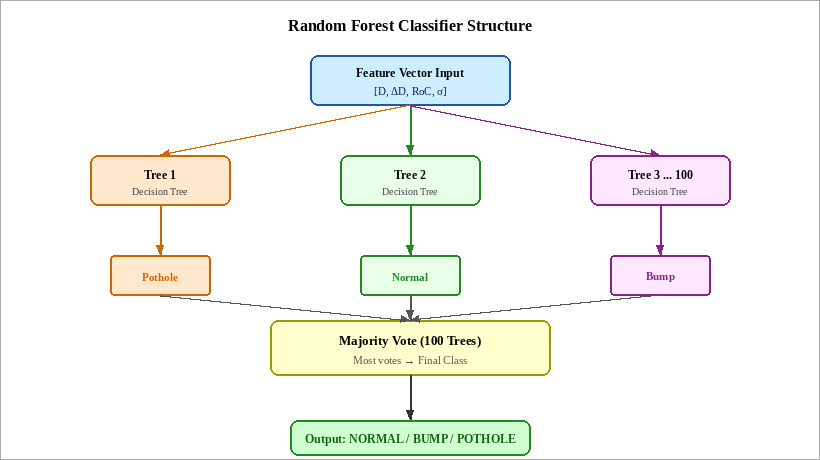 Random Forest Classifier Structure
Feature Vector Input
[D, ΔD, RoC, σ]
Tree 1
Decision Tree
Tree 2
Decision Tree
Tree 3 ... 100
Decision Tree
Pothole
Normal
Bump
Majority Vote (100 Trees)
Most votes → Final Class
Output: NORMAL / BUMP / POTHOLE